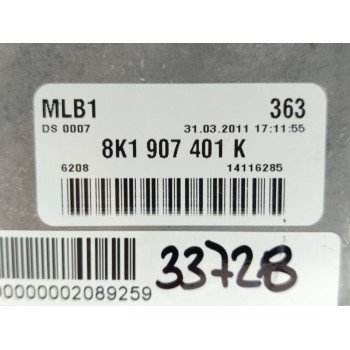 MLB1 363
DS 0007 31.03.2011 17:11:55
8K1 907 401 K
6208 14116285
33728
00000002089259